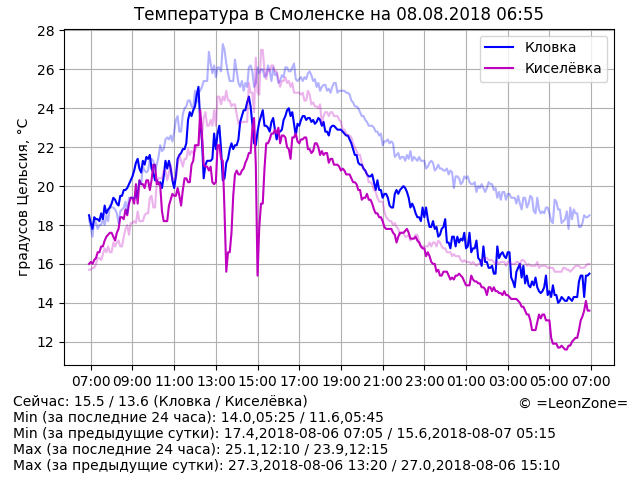 Температура в Смоленске на 08.08.2018 06:55
Кловка
Киселёвка
градусов Цельсия, °C
28
26
24
22
20
18
16
14
12
07:00 09:00 11:00 13:00 15:00 17:00 19:00 21:00 23:00 01:00 03:00 05:00 07:00
Сейчас: 15.5 / 13.6 (Кловка / Киселёвка)
© =LeonZone=
Min (за последние 24 часа): 14.0,05:25 / 11.6,05:45
Min (за предыдущие сутки): 17.4,2018-08-06 07:05 / 15.6,2018-08-07 05:15
Max (за последние 24 часа): 25.1,12:10 / 23.9,12:15
Max (за предыдущие сутки): 27.3,2018-08-06 13:20 / 27.0,2018-08-06 15:10